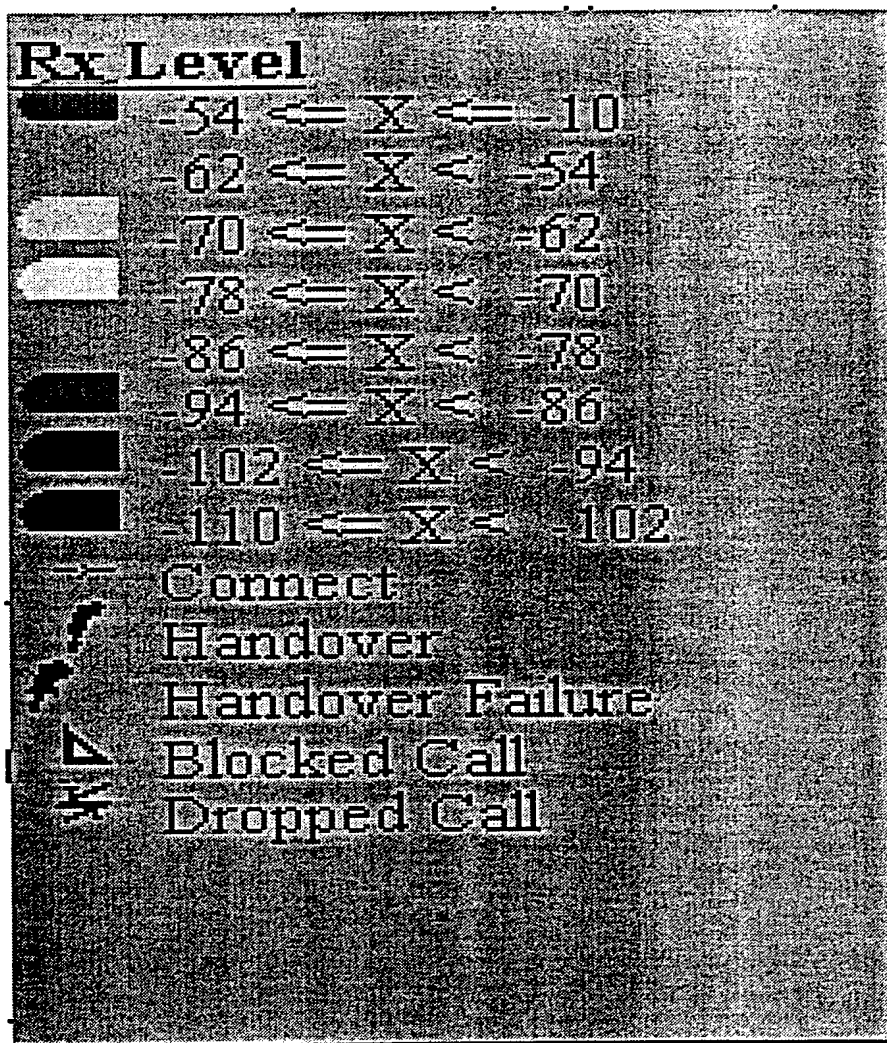 Rx Level
-54 <= X <= -10
-62 <= X < -54
-70 <= X < -62
-78 <= X < -70
-86 <= X < -78
-94 <= X < -86
-102 <= X < -94
-110 <= X < -102
Connect
Handover
Handover Failure
Blocked Call
Dropped Call